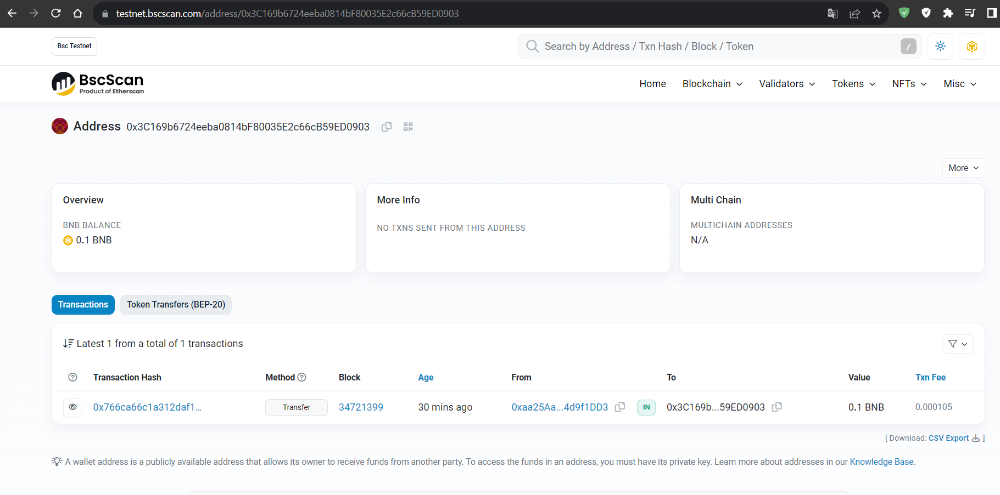 testnet.bscscan.com/address/0x3C169b6724eeba0814bF80035E2c66cB59ED0903
Bsc Testnet
Search by Address / Txn Hash / Block / Token
/
BscScan
Product of Etherscan
Home Blockchain Validators Tokens NFTs Misc
Address 0x3C169b6724eeba0814bF80035E2c66cB59ED0903
More
Overview
BNB BALANCE
0.1 BNB
More Info
NO TXNS SENT FROM THIS ADDRESS
Multi Chain
MULTICHAIN ADDRESSES
N/A
Transactions Token Transfers (BEP-20)
Latest 1 from a total of 1 transactions
Transaction Hash Method Block Age From To Value Txn Fee
0x766ca66c1a312daf1... Transfer 34721399 30 mins ago 0xaa25Aa...4d9f1DD3 IN 0x3C169b...59ED0903 0.1 BNB 0.000105
[ Download: CSV Export ]
A wallet address is a publicly available address that allows its owner to receive funds from another party. To access the funds in an address, you must have its private key. Learn more about addresses in our Knowledge Base.